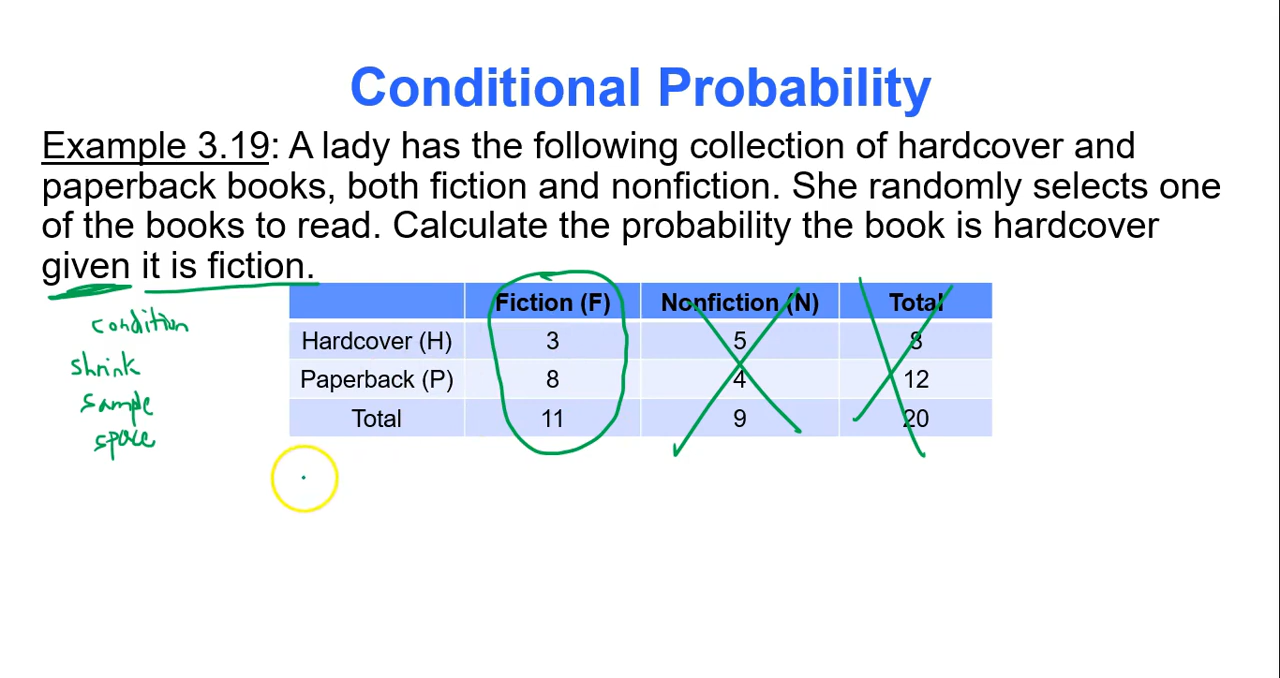 Conditional Probability
Example 3.19: A lady has the following collection of hardcover and
paperback books, both fiction and nonfiction. She randomly selects one
of the books to read. Calculate the probability the book is hardcover
given it is fiction.
condition
shrink
sample
space
Fiction (F) Nonfiction (N) Total
Hardcover (H) 3 5 8
Paperback (P) 8 4 12
Total 11 9 20